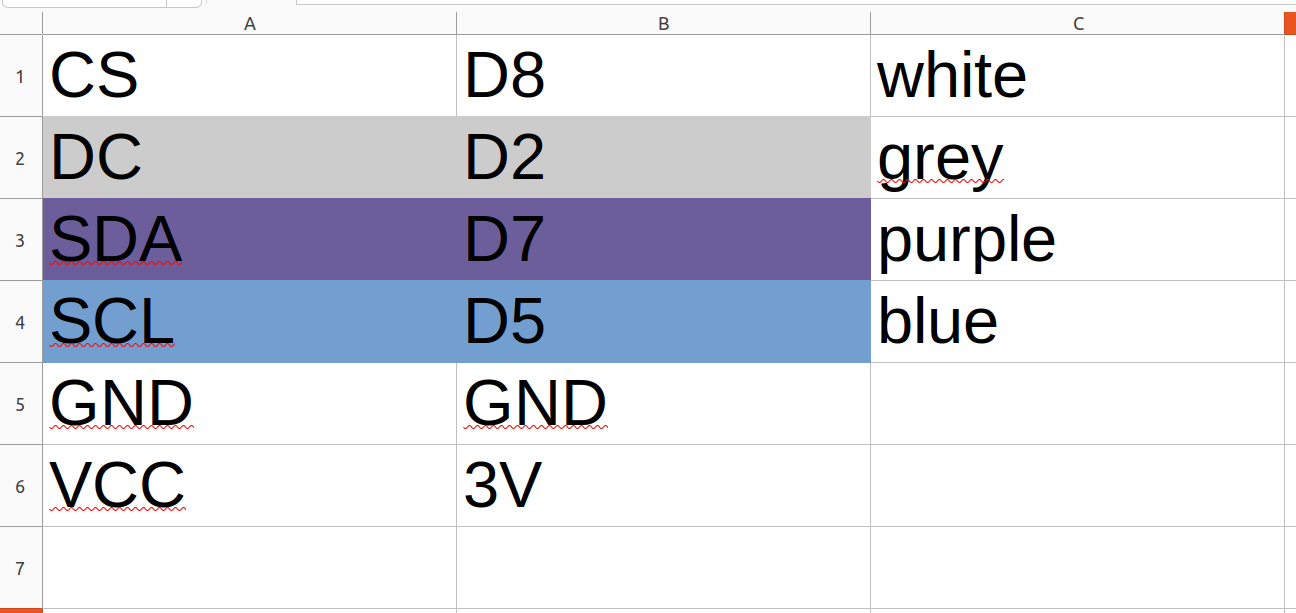 A B C
1 CS D8 white
2 DC D2 grey
3 SDA D7 purple
4 SCL D5 blue
5 GND GND
6 VCC 3V
7